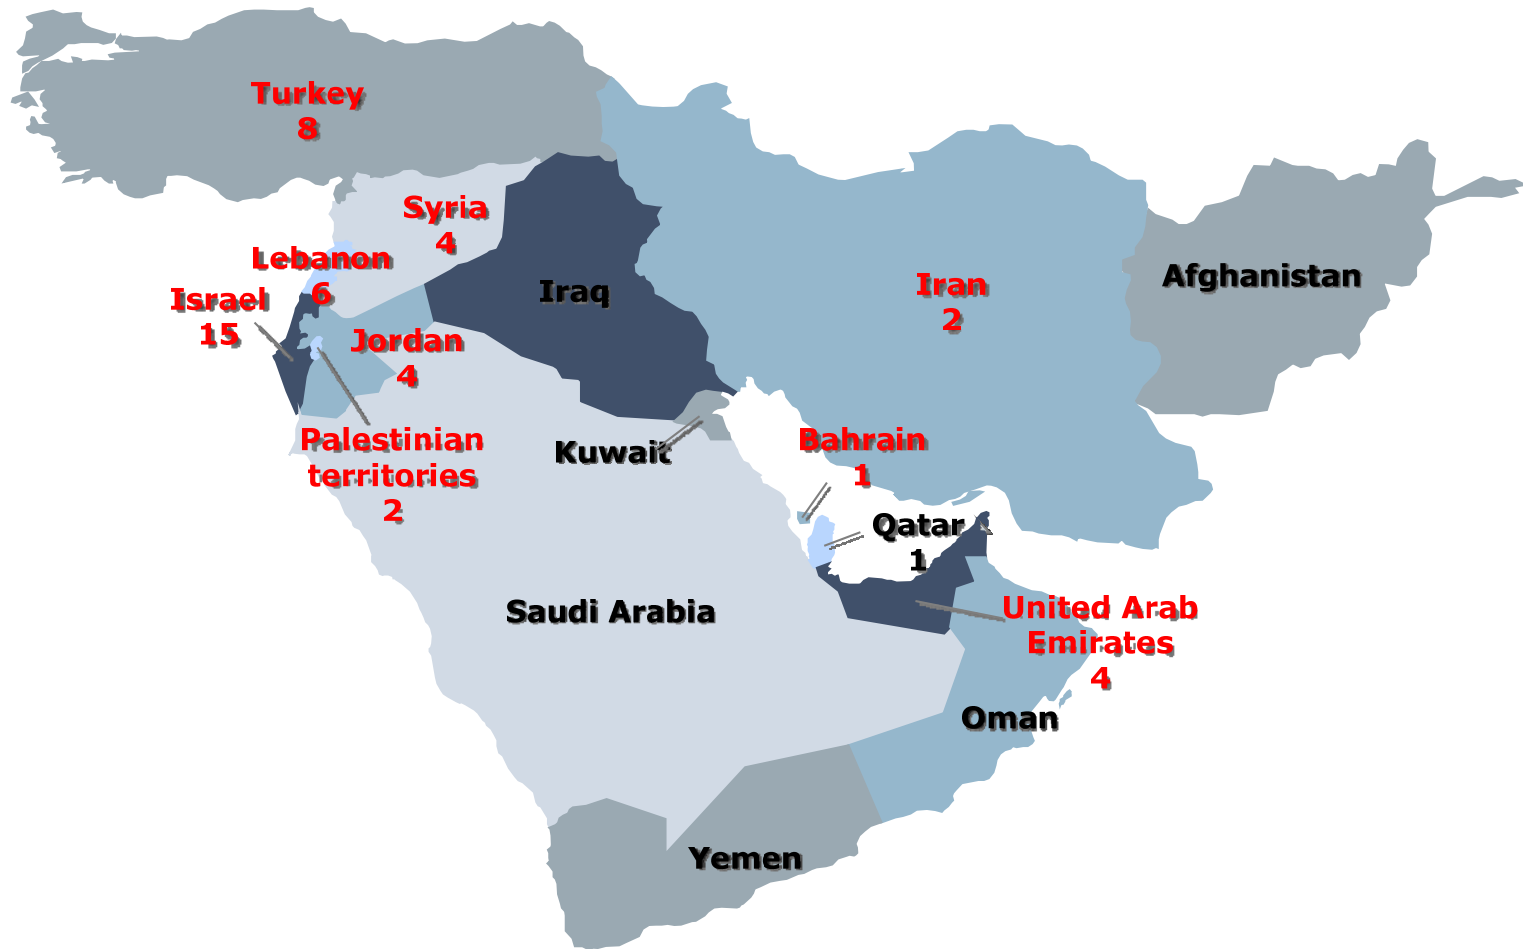 Turkey
8
Syria
4
Lebanon
6
Israel
15
Iraq
Iran
2
Afghanistan
Jordan
4
Palestinian
territories
2
Kuwait
Bahrain
1
Qatar
1
Saudi Arabia
United Arab
Emirates
4
Oman
Yemen